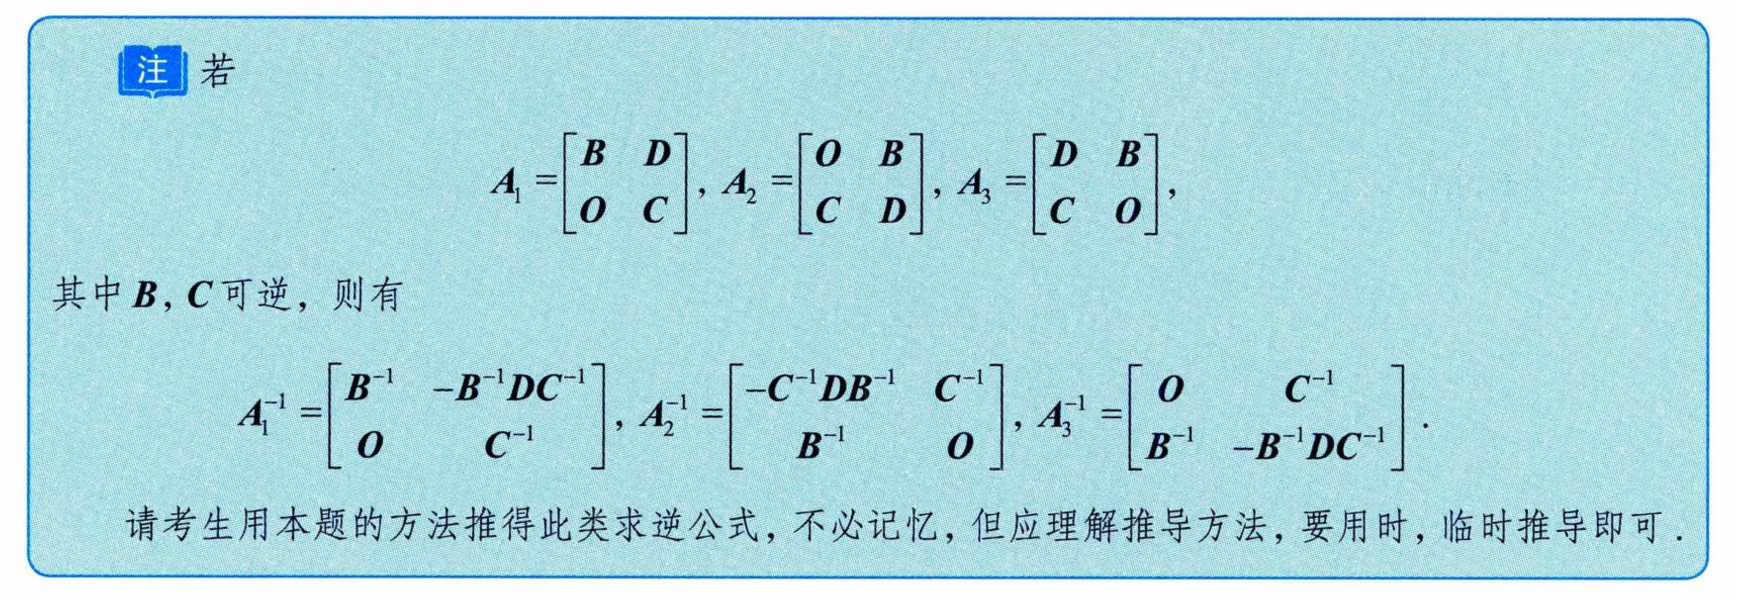 注 若
$$A_1=\begin{bmatrix} B & D \\ O & C \end{bmatrix}, A_2=\begin{bmatrix} O & B \\ C & D \end{bmatrix}, A_3=\begin{bmatrix} D & B \\ C & O \end{bmatrix},$$
其中 B, C 可逆，则有
$$A_1^{-1}=\begin{bmatrix} B^{-1} & -B^{-1}DC^{-1} \\ O & C^{-1} \end{bmatrix}, A_2^{-1}=\begin{bmatrix} -C^{-1}DB^{-1} & C^{-1} \\ B^{-1} & O \end{bmatrix}, A_3^{-1}=\begin{bmatrix} O & C^{-1} \\ B^{-1} & -B^{-1}DC^{-1} \end{bmatrix}.$$
请考生用本题的方法推得此类求逆公式，不必记忆，但应理解推导方法，要用时，临时推导即可．